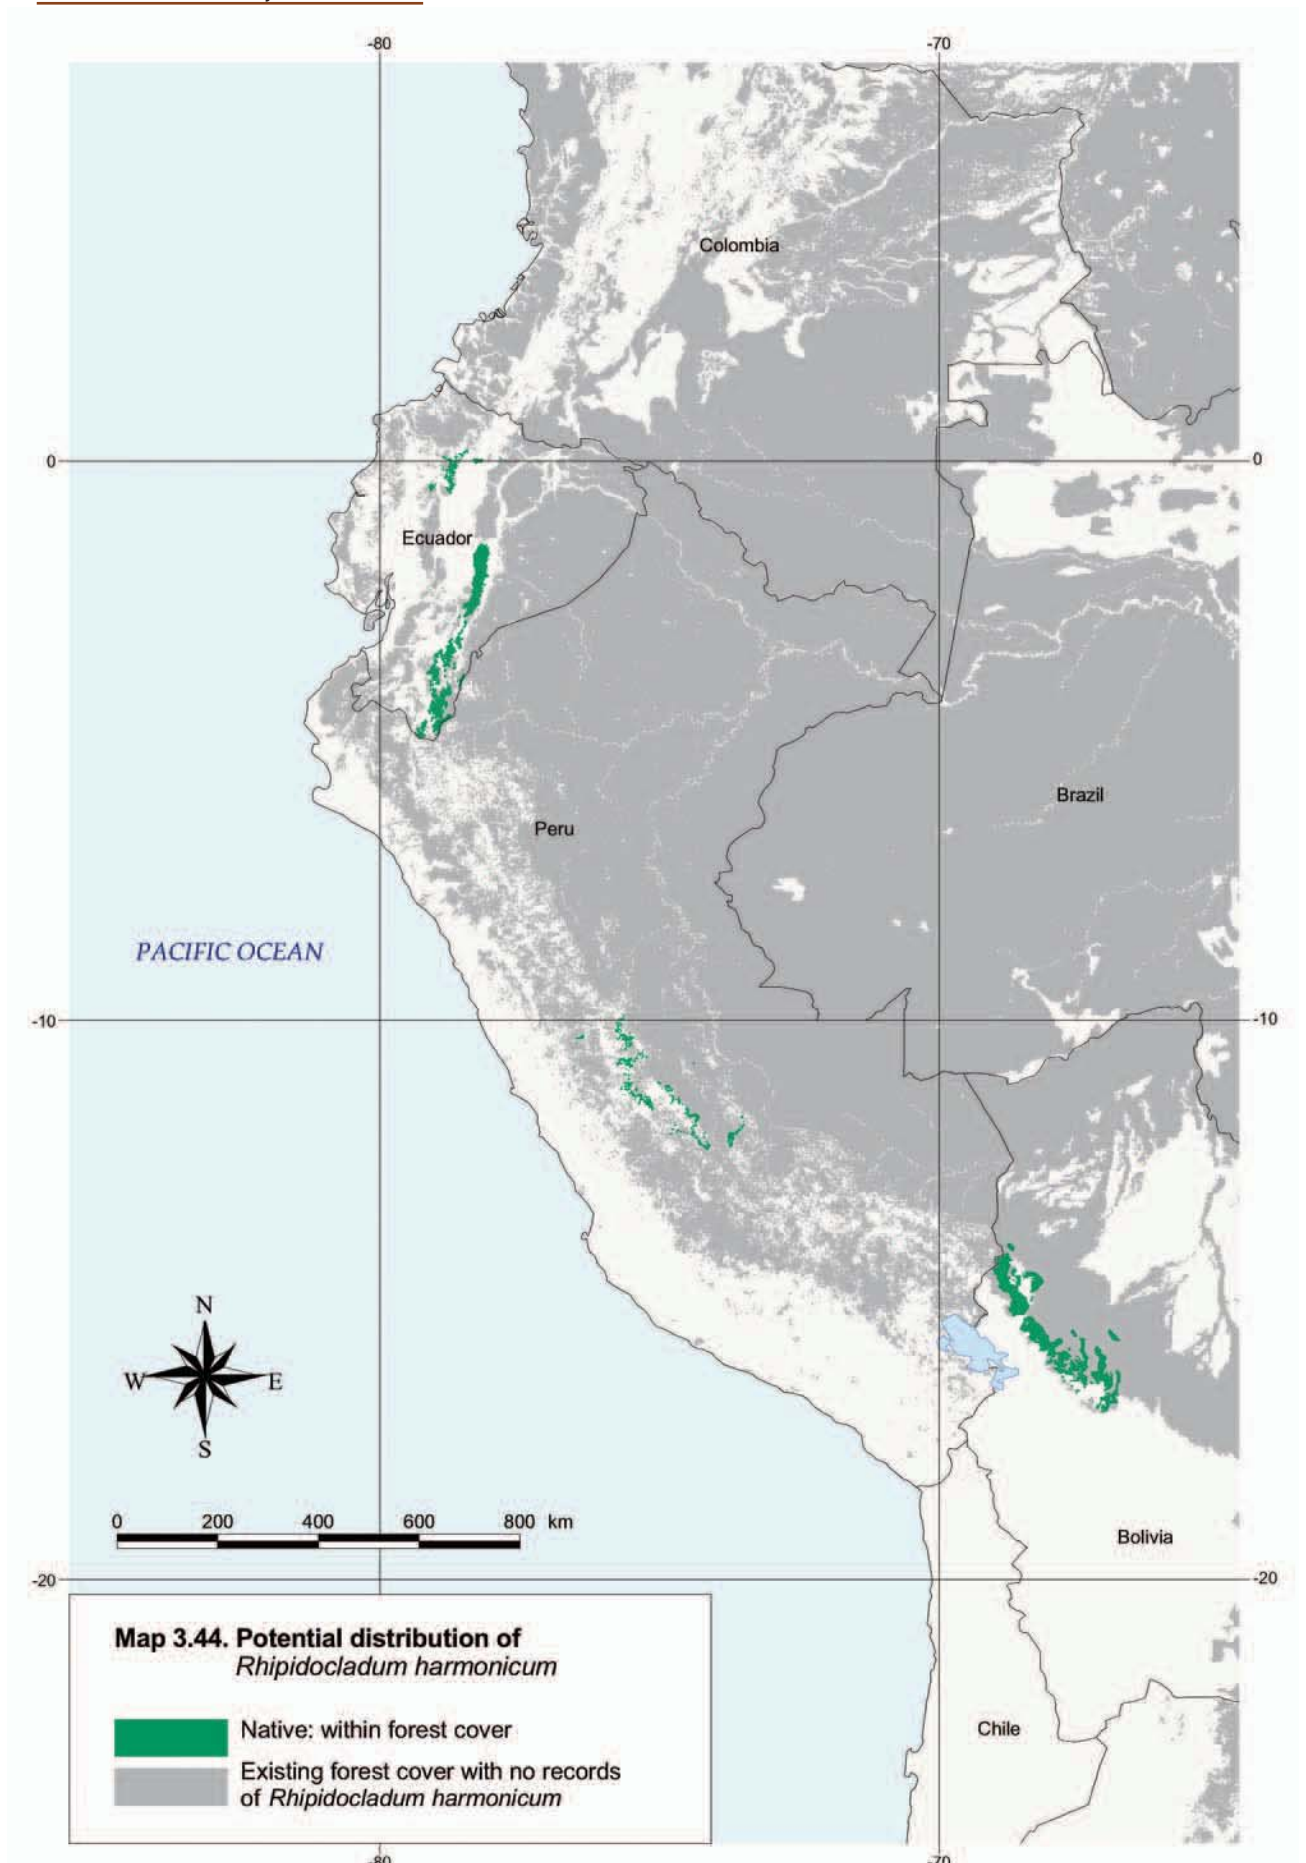 -80 -70
Colombia
0 0
Ecuador
Brazil
Peru
PACIFIC OCEAN
-10 -10
N
W E
S
0 200 400 600 800 km
Bolivia
-20 -20
Map 3.44. Potential distribution of
Rhipidocladum harmonicum
Native: within forest cover
Chile
Existing forest cover with no records
of Rhipidocladum harmonicum
-80 -70